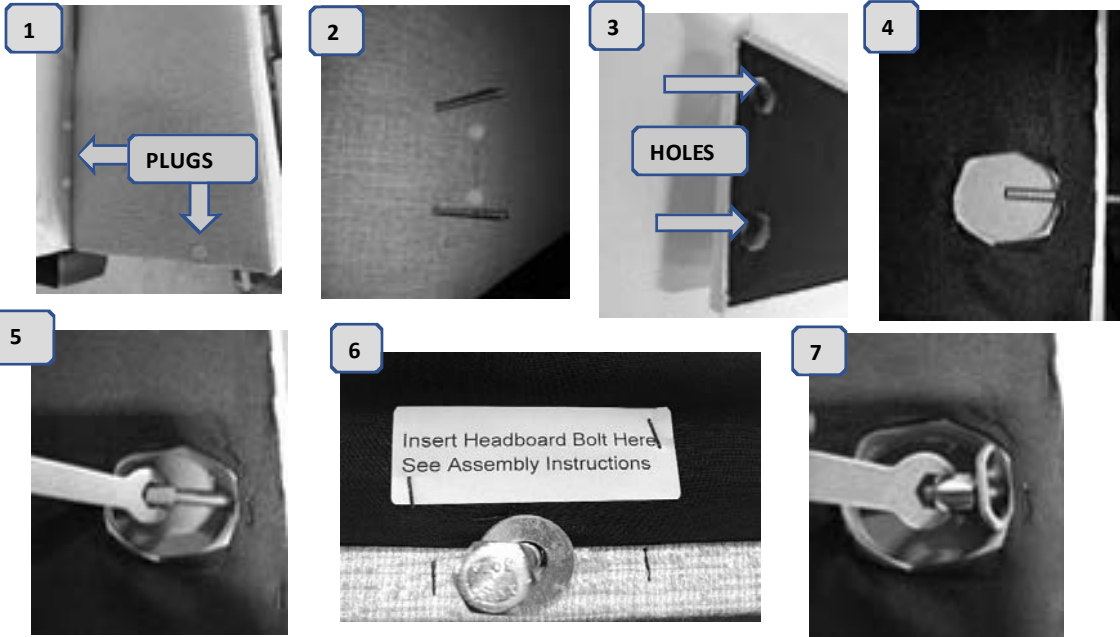 1
2
3
4
PLUGS
HOLES
5
6
7
Insert Headboard Bolt Here
See Assembly Instructions